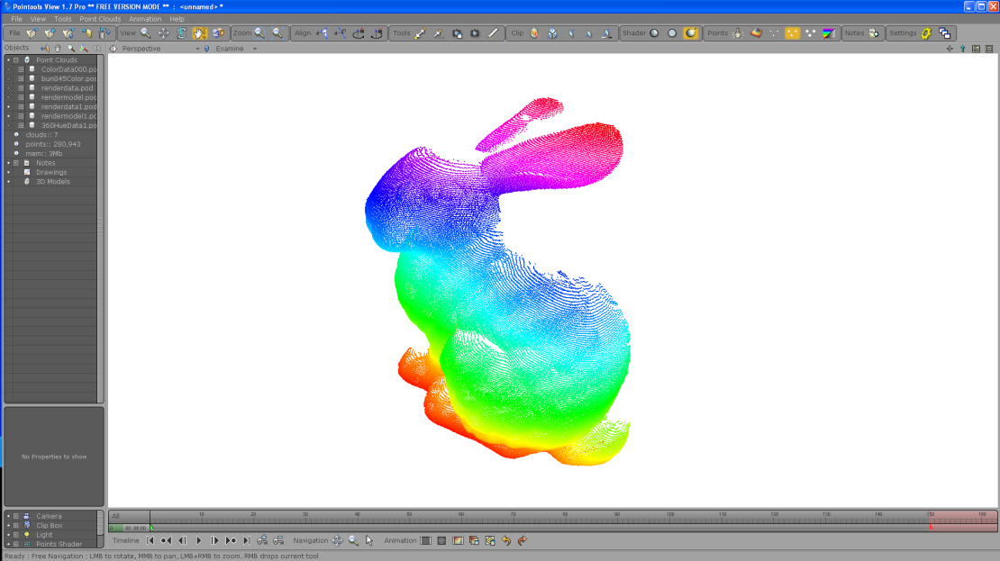 Pointools View 1.7 Pro ** FREE VERSION MODE ** : <unnamed> *
File View Tools Point Clouds Animation Help
File View Zoom Align Tools Clip Shader Points Notes Settings
Objects Perspective Examine
Point Clouds
ColorData000.po
bun045Color.po
renderdata.pod
rendermodel.poc
renderdata1.pod
rendermodel1.pc
360HueData1.po
clouds:: 7
points:: 280,943
mem:: 3Mb
Notes
Drawings
3D Models
No Properties to show
Camera
Clip Box
Light
Points Shader
All 10 20 30 40 50 60 70 80 90 100 110 120 130 140 150 160
0 00:00:00
Timeline Navigation Animation
Ready : Free Navigation : LMB to rotate, MMB to pan, LMB+RMB to zoom. RMB drops current tool